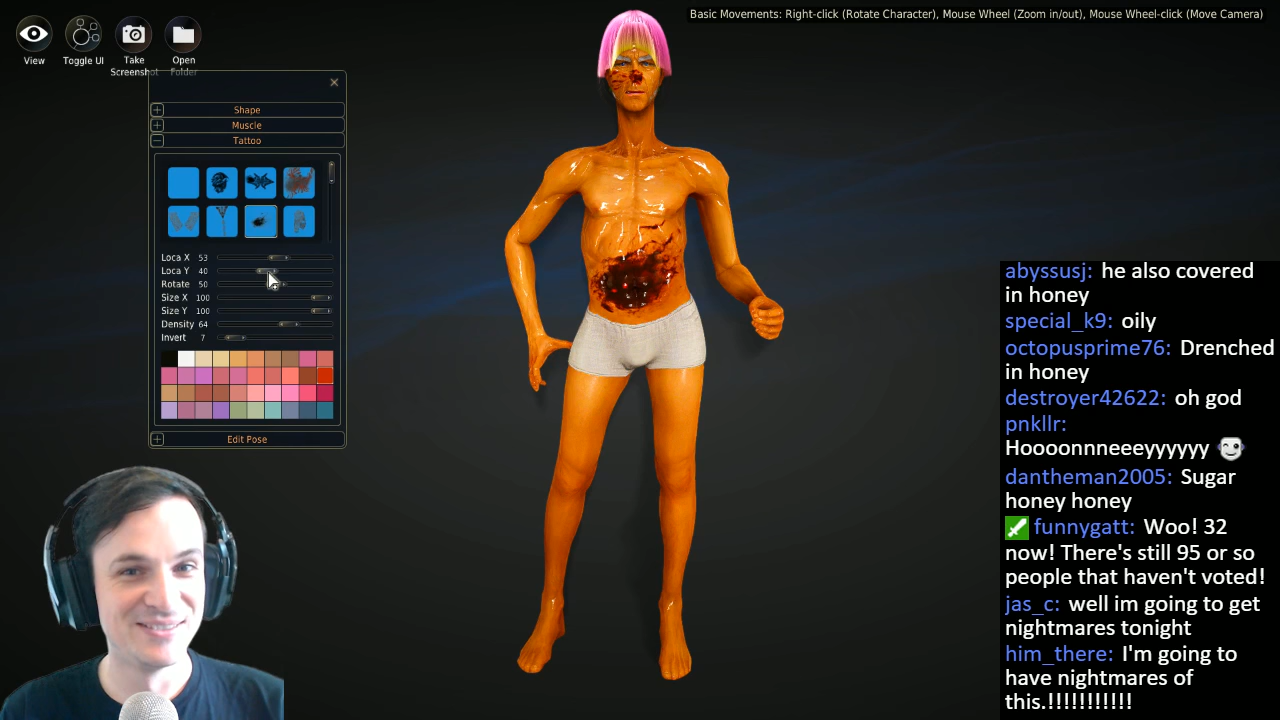 Basic Movements: Right-click (Rotate Character), Mouse Wheel (Zoom in/out), Mouse Wheel-click (Move Camera)
View
Toggle UI
Take
Screenshot
Open
Folder
Shape
Muscle
Tattoo
Loca X 53
Loca Y 40
Rotate 50
Size X 100
Size Y 100
Density 64
Invert 7
Edit Pose
abyssusj: he also covered
in honey
special_k9: oily
octopusprime76: Drenched
in honey
destroyer42622: oh god
pnkllr:
Hoooonnneeeyyyyyy
dantheman2005: Sugar
honey honey
funnygatt: Woo! 32
now! There's still 95 or so
people that haven't voted!
jas_c: well im going to get
nightmares tonight
him_there: I'm going to
have nightmares of
this.!!!!!!!!!!!